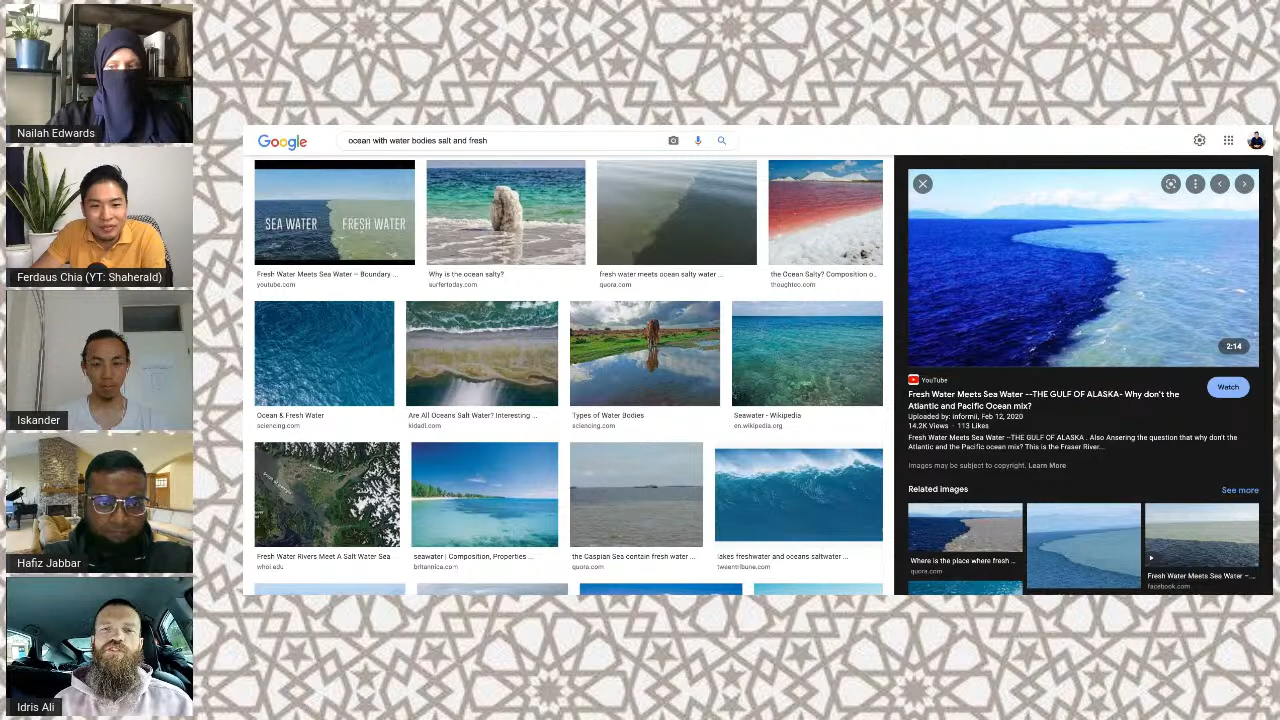 Nailah Edwards
Ferdaus Chia (YT: Shaherald)
Iskander
Hafiz Jabbar
Idris Ali
Google
ocean with water bodies salt and fresh
SEA WATER
FRESH WATER
Fresh Water Meets Sea Water – Boundary ...
youtube.com
Why is the ocean salty?
surfertoday.com
fresh water meets ocean salty water ...
quora.com
the Ocean Salty? Composition o...
thoughtco.com
Ocean & Fresh Water
sciencing.com
Are All Oceans Salt Water? Interesting ...
kidadl.com
Types of Water Bodies
sciencing.com
Seawater - Wikipedia
en.wikipedia.org
Fresh Water Rivers Meet A Salt Water Sea
whoi.edu
seawater | Composition, Properties ...
britannica.com
the Caspian Sea contain fresh water ...
quora.com
lakes freshwater and oceans saltwater ...
tweentribune.com
2:14
YouTube
Watch
Fresh Water Meets Sea Water --THE GULF OF ALASKA- Why don't the
Atlantic and Pacific Ocean mix?
Uploaded by: informii, Feb 12, 2020
14.2K Views · 113 Likes
Fresh Water Meets Sea Water --THE GULF OF ALASKA . Also Ansering the question that why don't the
Atlantic and the Pacific ocean mix? This is the Fraser River...
Images may be subject to copyright. Learn More
Related images
See more
Where is the place where fresh ...
quora.com
Fresh Water Meets Sea Water –...
facebook.com